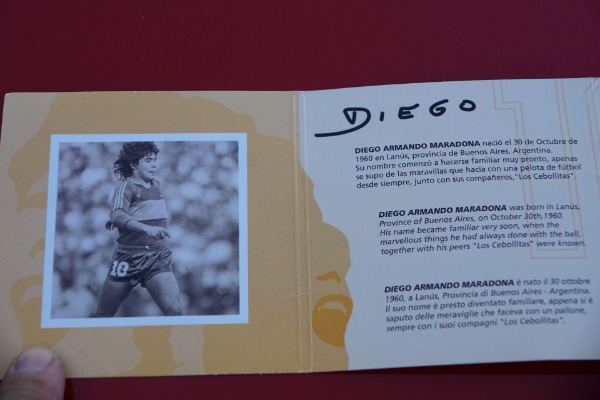 DIEGO
DIEGO ARMANDO MARADONA nació el 30 de Octubre de
1960 en Lanús, provincia de Buenos Aires, Argentina.
Su nombre comenzó a hacerse familiar muy pronto, apenas
se supo de las maravillas que hacía con una pelota de fútbol
desde siempre, junto con sus compañeros,"Los Cebollitas".
DIEGO ARMANDO MARADONA was born in Lanús,
Province of Buenos Aires, on October 30th,1960.
His name became familiar very soon, when the
marvellous things he had always done with the ball,
together with his peers "Los Cebollitas" were known.
DIEGO ARMANDO MARADONA è nato il 30 ottobre
1960, a Lanús, Provincia di Buenos Aires - Argentina.
Il suo nome è presto diventato familiare, appena si è
saputo delle meraviglie che faceva con un pallone,
sempre con i suoi compagni "Los Cebollitas".
10